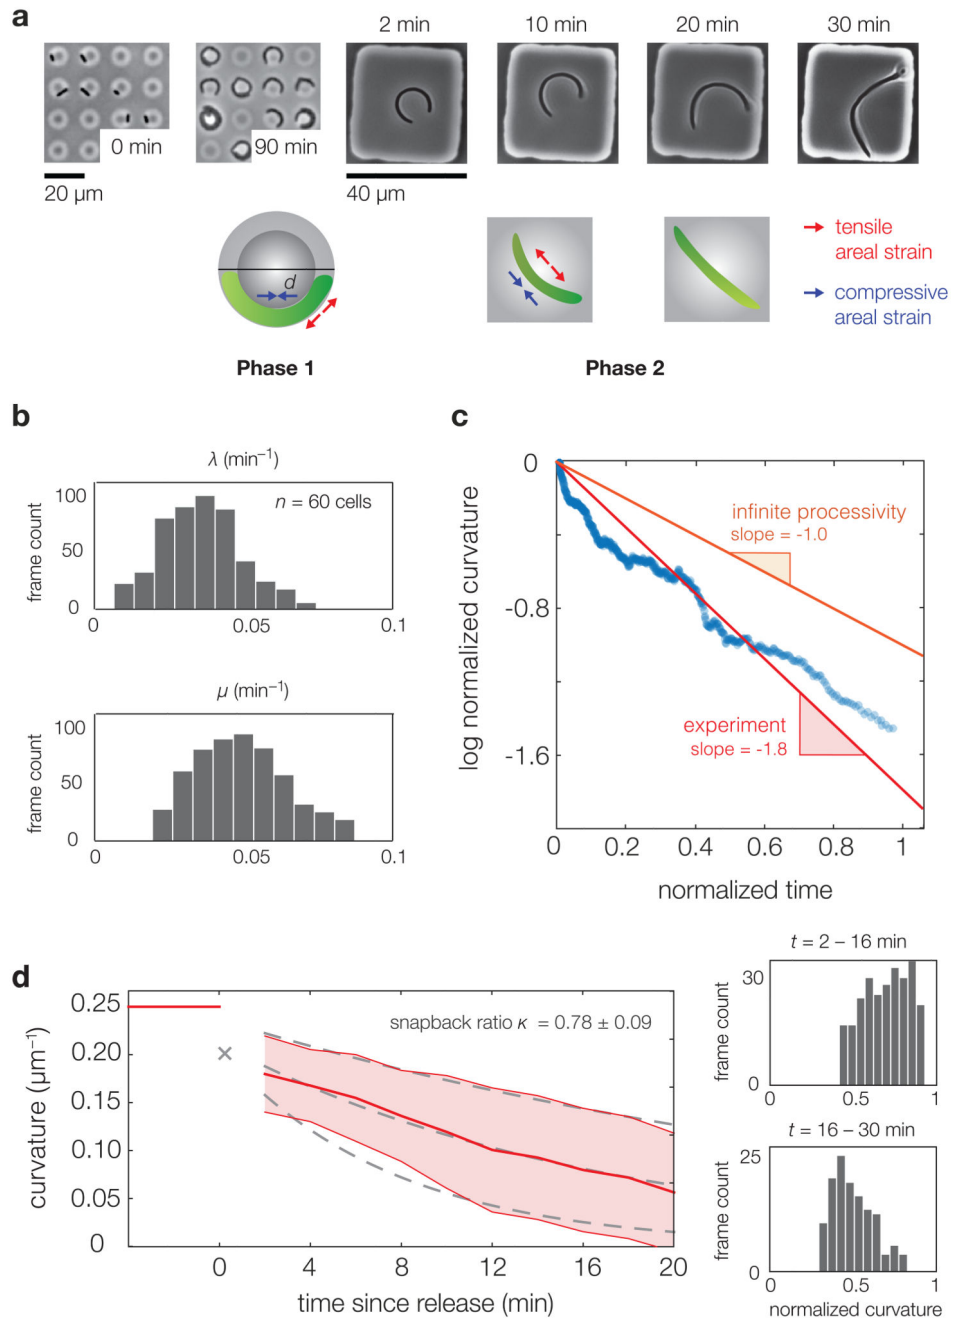 a
2 min
10 min
20 min
30 min
0 min
90 min
20 µm
40 µm
d
tensile
areal strain
compressive
areal strain
Phase 1
Phase 2
b
λ (min⁻¹)
n = 60 cells
frame count
100
50
0
0
0.05
0.1
µ (min⁻¹)
frame count
100
50
0
0
0.05
0.1
c
log normalized curvature
0
-0.8
-1.6
infinite processivity
slope = -1.0
experiment
slope = -1.8
0
0.2
0.4
0.6
0.8
1
normalized time
d
curvature (µm⁻¹)
0.25
0.20
0.15
0.10
0.05
0
snapback ratio κ = 0.78 ± 0.09
0
4
8
12
16
20
time since release (min)
t = 2 – 16 min
frame count
30
0
0
0.5
1
t = 16 – 30 min
frame count
25
0
0
0.5
1
normalized curvature